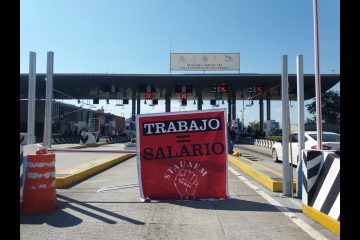 TRABAJO
=
SALARIO
STAUAEM